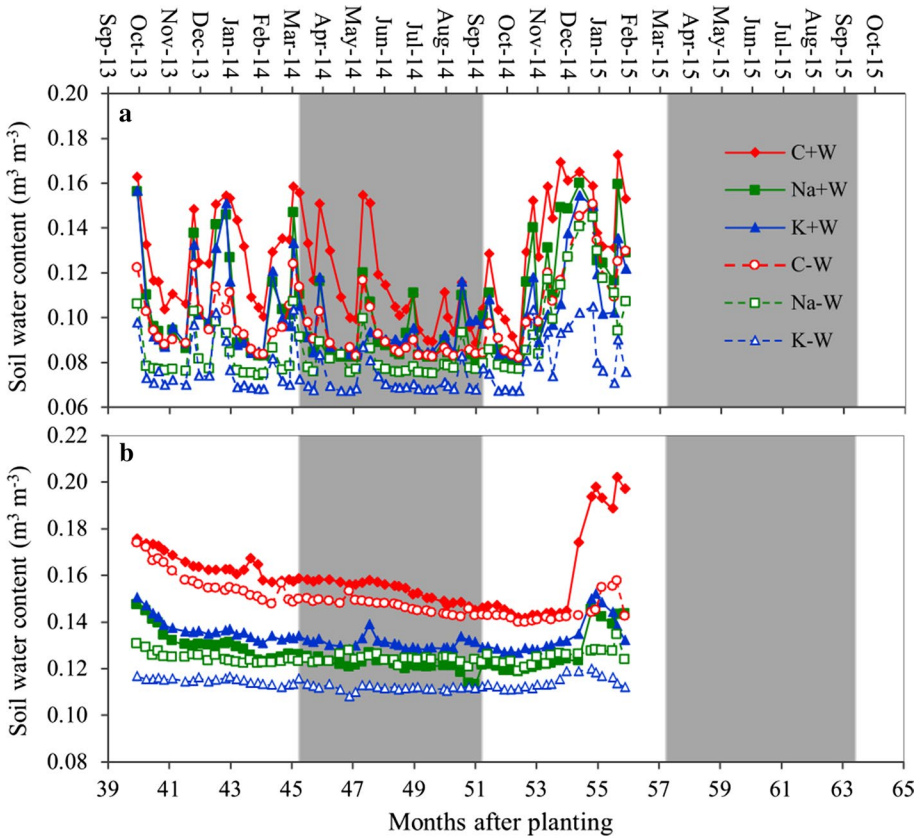 Sep-13 Oct-13 Nov-13 Dec-13 Jan-14 Feb-14 Mar-14 Apr-14 May-14 Jun-14 Jul-14 Aug-14 Sep-14 Oct-14 Nov-14 Dec-14 Jan-15 Feb-15 Mar-15 Apr-15 May-15 Jun-15 Jul-15 Aug-15 Sep-15 Oct-15
a
0.20
0.18
0.16
0.14
0.12
0.10
0.08
0.06
Soil water content (m³ m⁻³)
C+W
Na+W
K+W
C-W
Na-W
K-W
b
0.22
0.20
0.18
0.16
0.14
0.12
0.10
0.08
Soil water content (m³ m⁻³)
39 41 43 45 47 49 51 53 55 57 59 61 63 65
Months after planting